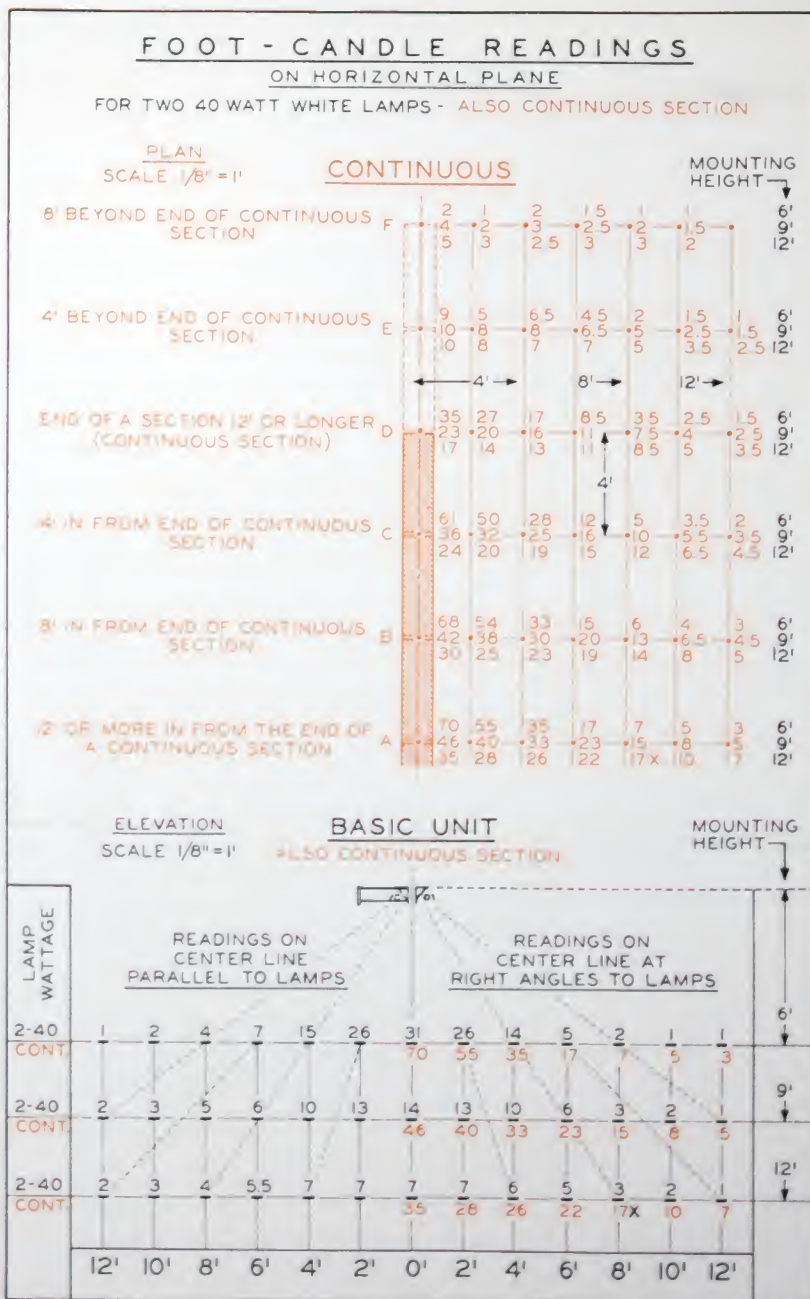 FOOT - CANDLE READINGS
ON HORIZONTAL PLANE
FOR TWO 40 WATT WHITE LAMPS - ALSO CONTINUOUS SECTION
PLAN
SCALE 1/8" = 1'
CONTINUOUS
MOUNTING
HEIGHT
2 1 2 1.5 1 1 6'
8' BEYOND END OF CONTINUOUS SECTION F 4 2 3 2.5 2 1.5 9'
5 3 2.5 3 3 2 12'
9 5 6.5 4.5 2 1.5 1 6'
4' BEYOND END OF CONTINUOUS SECTION E 10 8 8 6.5 5 2.5 1.5 9'
10 8 7 7 5 3.5 2.5 12'
4' 8' 12'
35 27 17 8.5 3.5 2.5 1.5 6'
END OF A SECTION 12' OR LONGER (CONTINUOUS SECTION) D 23 20 16 11 7.5 4 2.5 9'
17 14 13 11 8.5 5 3.5 12'
4'
61 50 28 12 5 3.5 2 6'
4' IN FROM END OF CONTINUOUS SECTION C 36 32 25 16 10 5.5 3.5 9'
24 20 19 15 12 6.5 4.5 12'
68 54 33 15 6 4 3 6'
8' IN FROM END OF CONTINUOUS SECTION B 42 38 30 20 13 6.5 4.5 9'
30 25 23 19 14 8 5 12'
70 55 35 17 7 5 3 6'
12' OF MORE IN FROM THE END OF A CONTINUOUS SECTION A 46 40 33 23 15 8 5 9'
35 28 26 22 17X 10 7 12'
ELEVATION
SCALE 1/8" = 1'
BASIC UNIT
ALSO CONTINUOUS SECTION
MOUNTING
HEIGHT
LAMP
WATTAGE
READINGS ON
CENTER LINE
PARALLEL TO LAMPS
READINGS ON
CENTER LINE AT
RIGHT ANGLES TO LAMPS
6'
2-40 1 2 4 7 15 26 31 26 14 5 2 1 1
CONT. 70 55 35 17 7 5 3
9'
2-40 2 3 5 6 10 13 14 13 10 6 3 2 1
CONT. 46 40 33 23 15 8 5
12'
2-40 2 3 4 5.5 7 7 7 7 6 5 3 2 1
CONT. 35 28 26 22 17X 10 7
12' 10' 8' 6' 4' 2' 0' 2' 4' 6' 8' 10' 12'